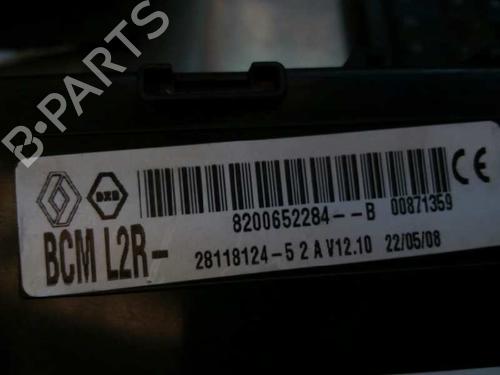 B·PARTS
8200652284--B 00871359
BCM L2R- 28118124-5 2 A V12.10 22/05/08
CE